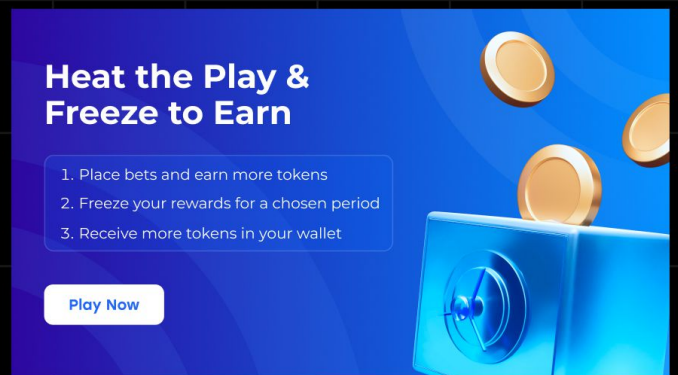 Heat the Play &
Freeze to Earn
1. Place bets and earn more tokens
2. Freeze your rewards for a chosen period
3. Receive more tokens in your wallet
Play Now